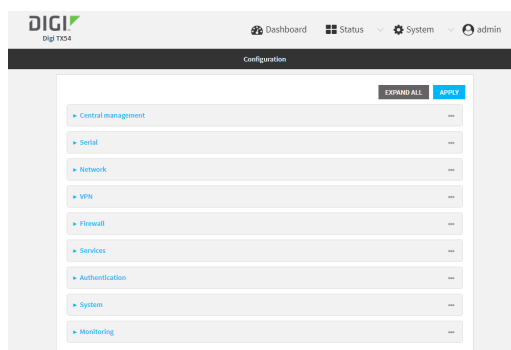 DIGI
Digi TX54
Dashboard Status System admin
Configuration
EXPAND ALL APPLY
Central management
Serial
Network
VPN
Firewall
Services
Authentication
System
Monitoring